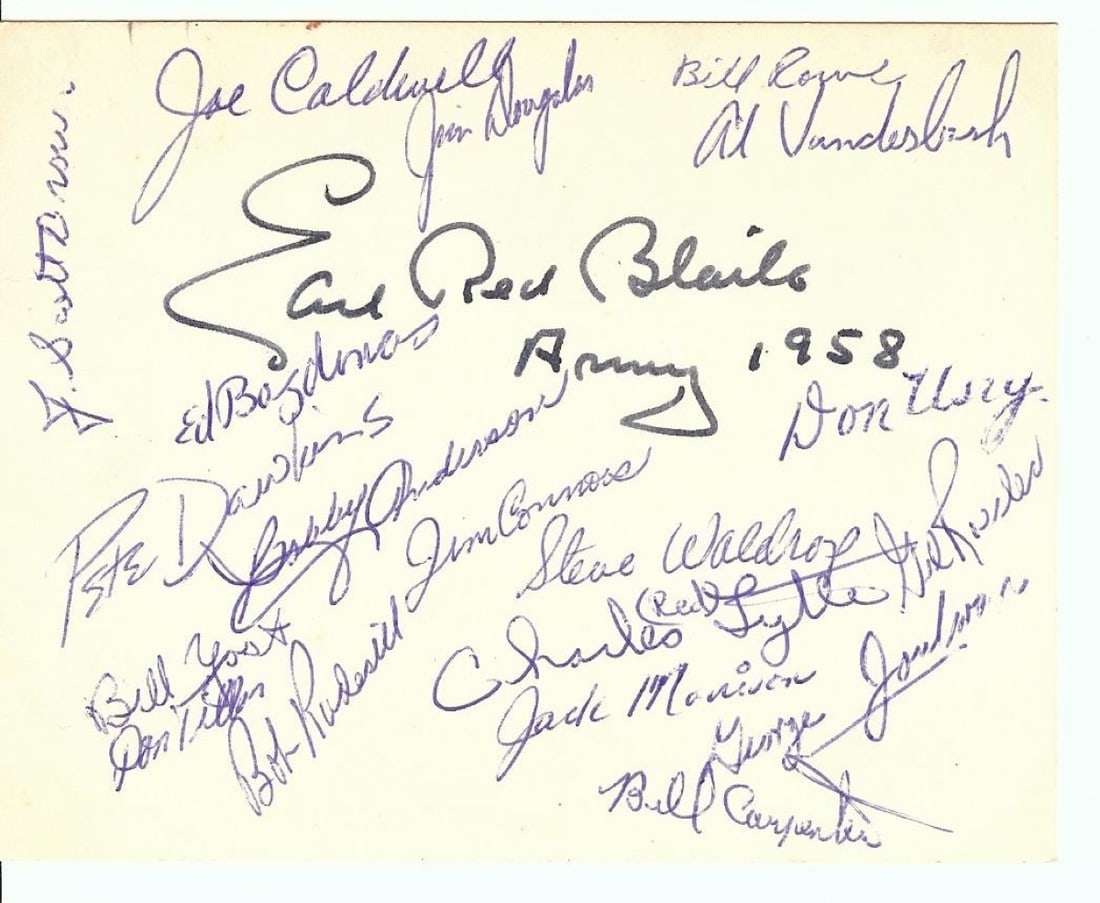 Joe Caldwell
Jim Douglas
Bill Rowe
Al Vanderbush
Earl Red Blaik
Army 1958
Ed Bagdonas
Don Usry
Pete Dawkins
Bobby Anderson
Jim Connors
Steve Waldrop
Charles (Red) Lytle
Bill Yost
Don Tillar
Bob Rudesill
Jack Morrison
George Joulwan
Bill Carpenter